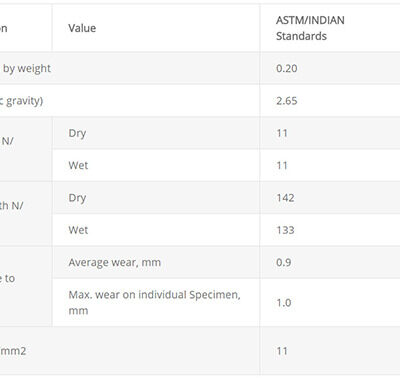 on Value ASTM/INDIAN
Standards
by weight 0.20
c gravity) 2.65
N/ Dry 11
Wet 11
th N/ Dry 142
Wet 133
e to Average wear, mm 0.9
Max. wear on individual Specimen,
mm 1.0
mm2 11